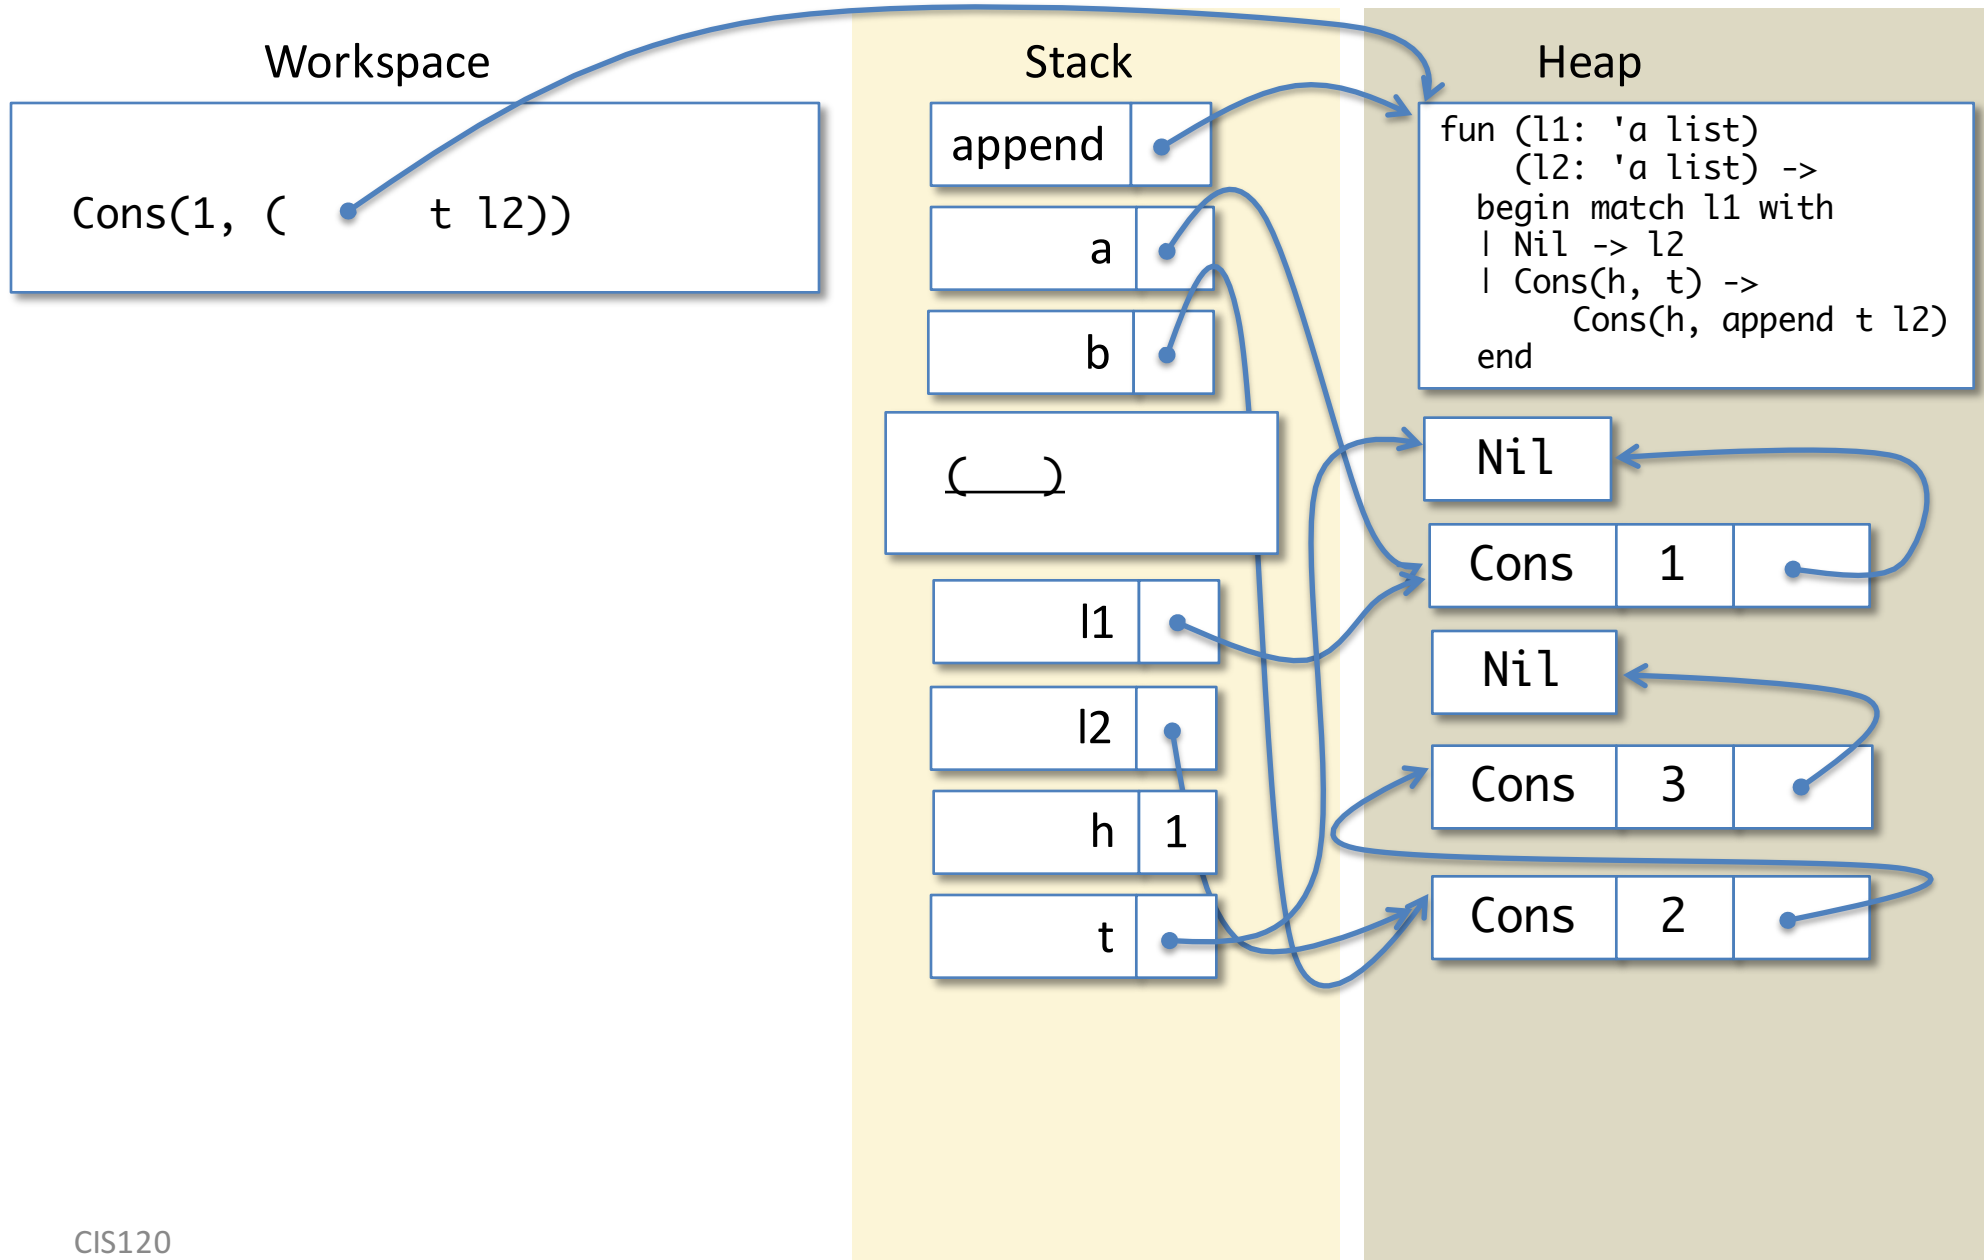 Workspace
Stack
Heap
Cons(1, ( t l2))
append
a
b
( )
l1
l2
h 1
t
fun (l1: 'a list)
(l2: 'a list) ->
begin match l1 with
| Nil -> l2
| Cons(h, t) ->
Cons(h, append t l2)
end
Nil
Cons 1
Nil
Cons 3
Cons 2
CIS120